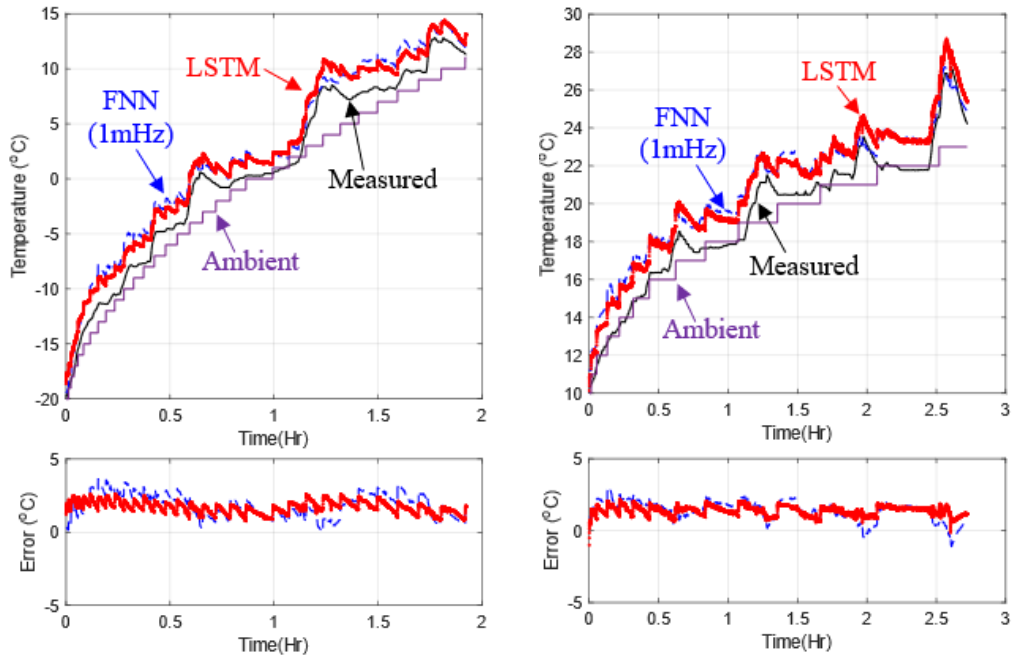 15
10
5
0
-5
-10
-15
-20
Temperature (°C)
LSTM
FNN
(1mHz)
Measured
Ambient
0
0.5
1
1.5
2
Time(Hr)
30
28
26
24
22
20
18
16
14
12
10
Temperature (°C)
LSTM
FNN
(1mHz)
Measured
Ambient
0
0.5
1
1.5
2
2.5
3
Time(Hr)
5
0
-5
Error (°C)
0
0.5
1
1.5
2
Time(Hr)
5
0
-5
Error (°C)
0
0.5
1
1.5
2
2.5
3
Time(Hr)